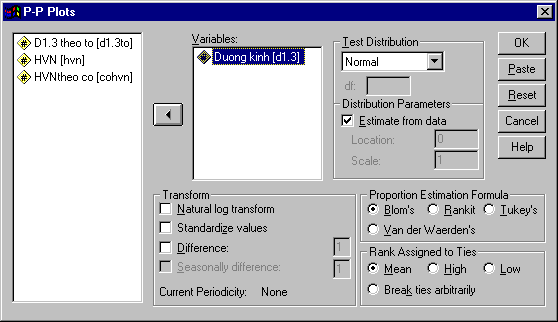 P-P Plots
# D1.3 theo to [d1.3to]
# HVN [hvn]
# HVNtheo co [cohvn]
Variables:
# Duong kinh [d1.3]
Test Distribution
Normal
df:
Distribution Parameters
Estimate from data
Location: 0
Scale: 1
OK
Paste
Reset
Cancel
Help
Transform
Natural log transform
Standardize values
Difference: 1
Seasonally difference: 1
Current Periodicity: None
Proportion Estimation Formula
Blom's Rankit Tukey's
Van der Waerden's
Rank Assigned to Ties
Mean High Low
Break ties arbitrarily